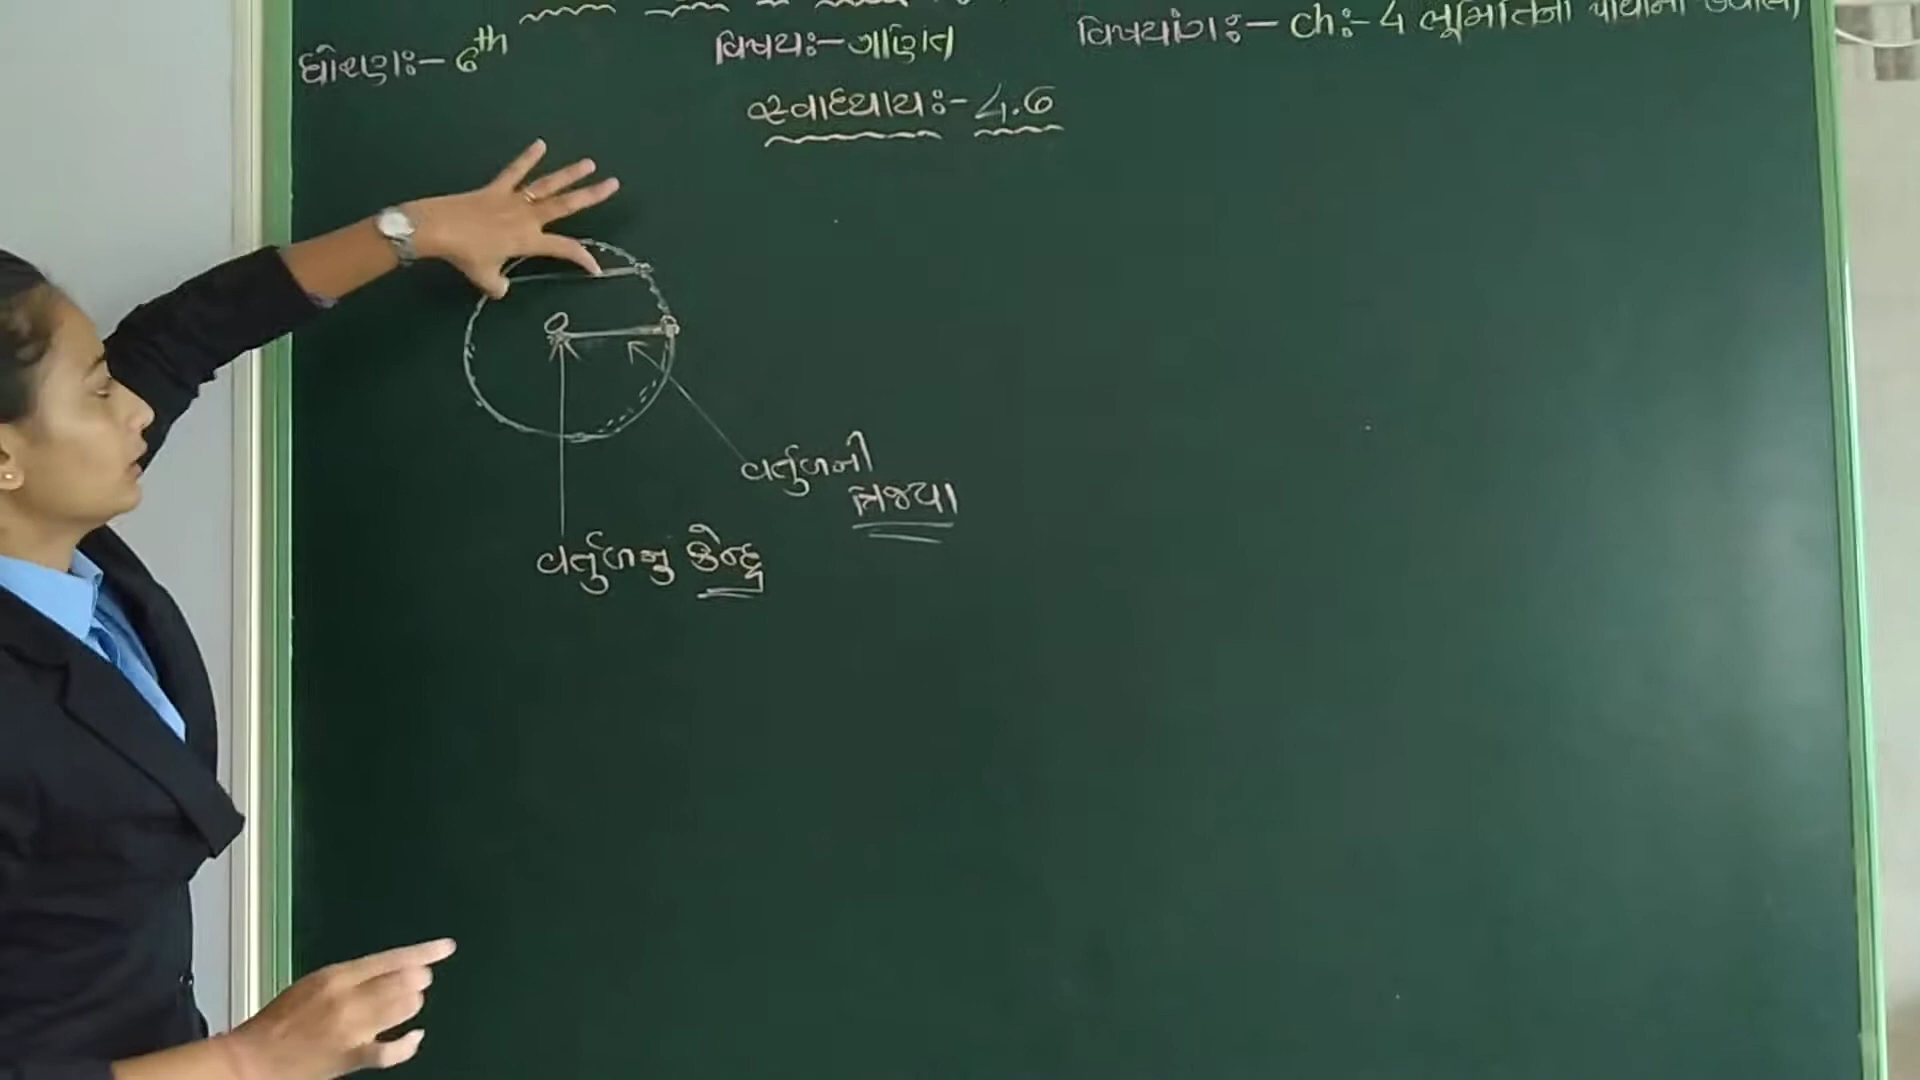 ધોરણઃ- 6th
વિષયઃ- ગણિત
વિષયાંગઃ- ch:- 4 ભૂમિતિના પાયાના
સ્વાધ્યાયઃ- 4.6
O
વર્તુળની
ત્રિજ્યા
વર્તુળનુ કેન્દ્ર